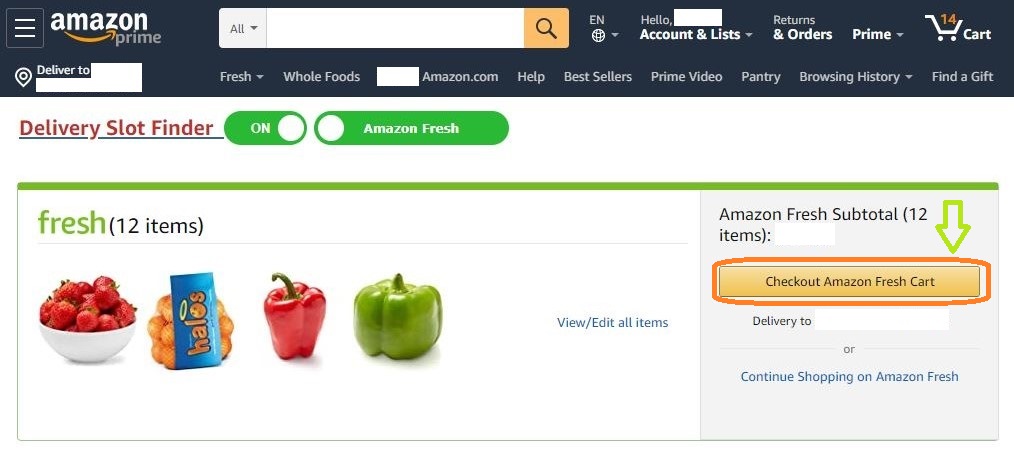 amazon
prime
All
EN
Hello,
Account & Lists
Returns
& Orders
Prime
14
Cart
Deliver to
Fresh
Whole Foods
Amazon.com
Help
Best Sellers
Prime Video
Pantry
Browsing History
Find a Gift
Delivery Slot Finder
ON
Amazon Fresh
fresh (12 items)
halos
View/Edit all items
Amazon Fresh Subtotal (12
items):
Checkout Amazon Fresh Cart
Delivery to
or
Continue Shopping on Amazon Fresh